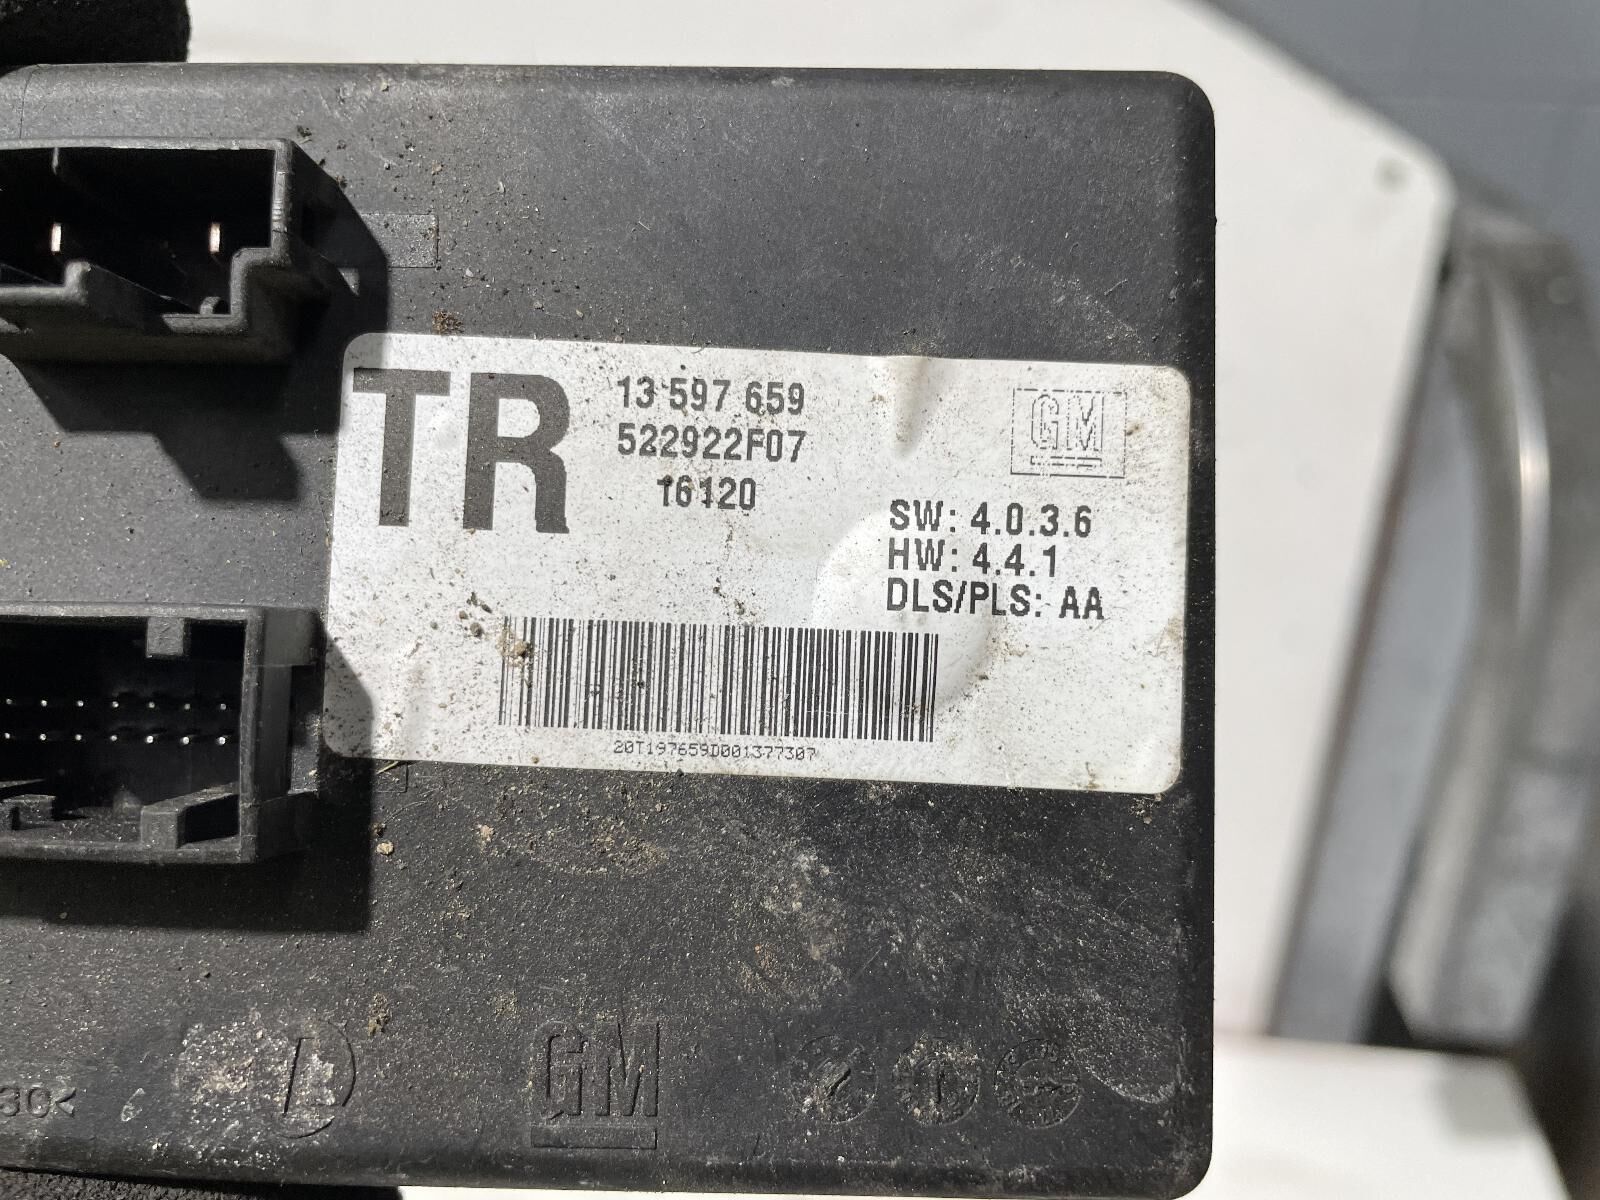 TR
13 597 659
522922F07
16120
GM
SW: 4.0.3.6
HW: 4.4.1
DLS/PLS: AA
20T197659D001377307
GM